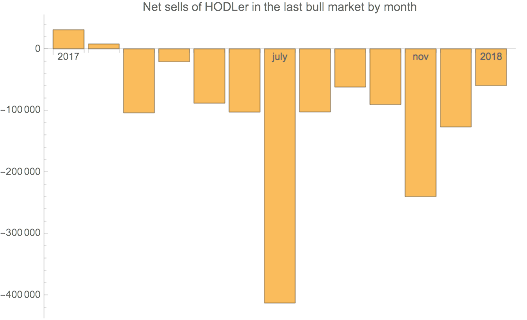 Net sells of HODLer in the last bull market by month
0
2017
july
nov
2018
−100 000
−200 000
−300 000
−400 000